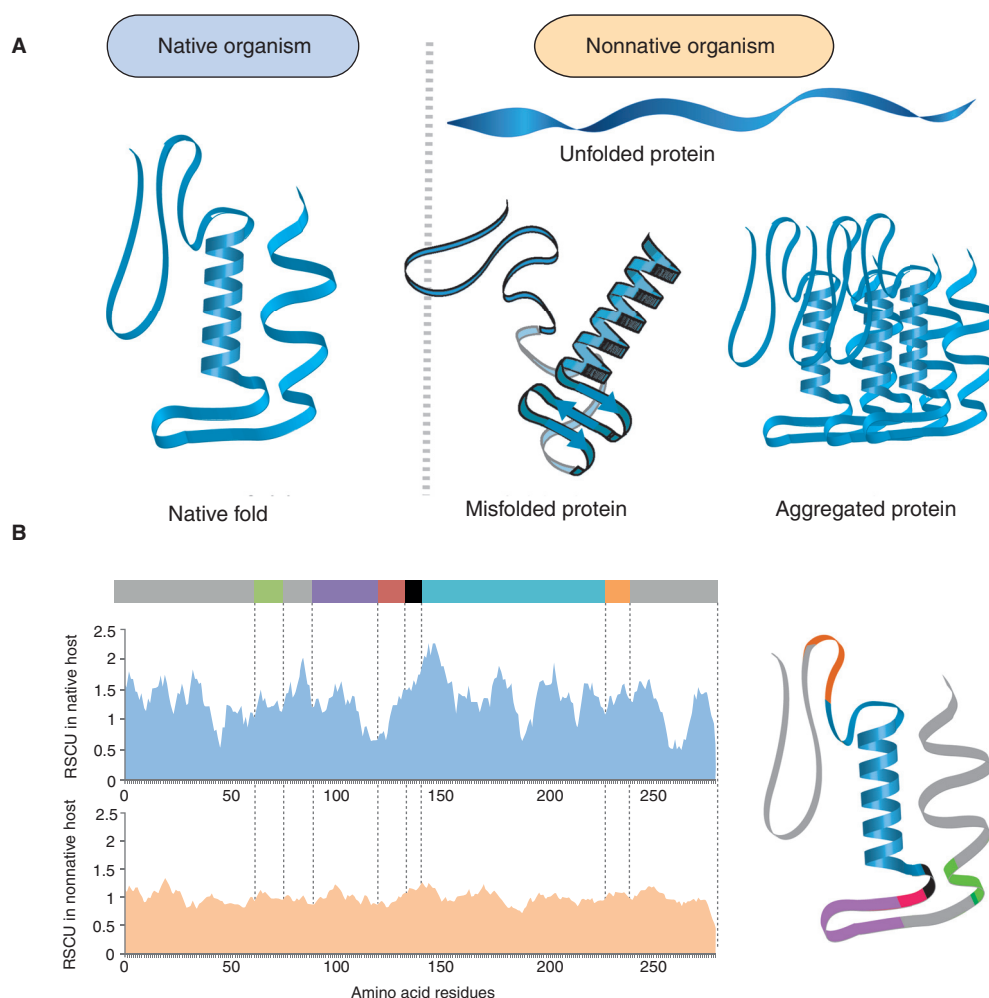 A
Native organism
Nonnative organism
Unfolded protein
Native fold
Misfolded protein
Aggregated protein
B
RSCU in native host
2.5
2
1.5
1
0.5
0
0 50 100 150 200 250
RSCU in nonnative host
2.5
2
1.5
1
0.5
0
0 50 100 150 200 250
Amino acid residues